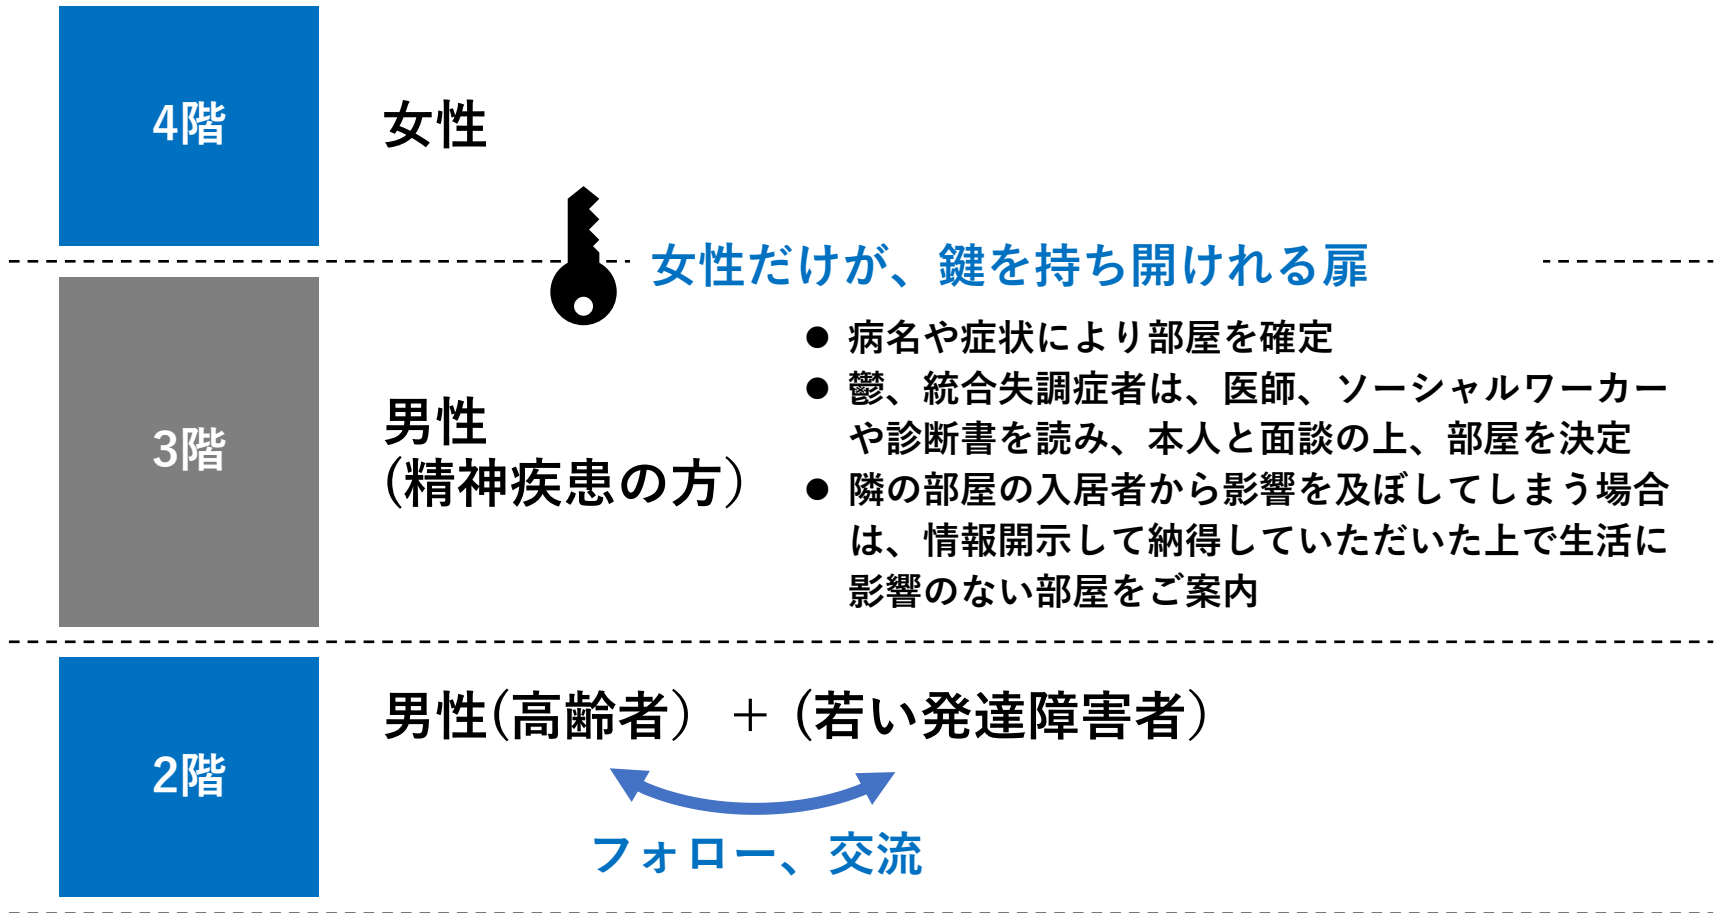 4階
女性
女性だけが、鍵を持ち開けれる扉
3階
男性
(精神疾患の方）
● 病名や症状により部屋を確定
● 鬱、統合失調症者は、医師、ソーシャルワーカー
や診断書を読み、本人と面談の上、部屋を決定
● 隣の部屋の入居者から影響を及ぼしてしまう場合
は、情報開示して納得していただいた上で生活に
影響のない部屋をご案内
2階
男性(高齢者）＋(若い発達障害者）
フォロー、交流